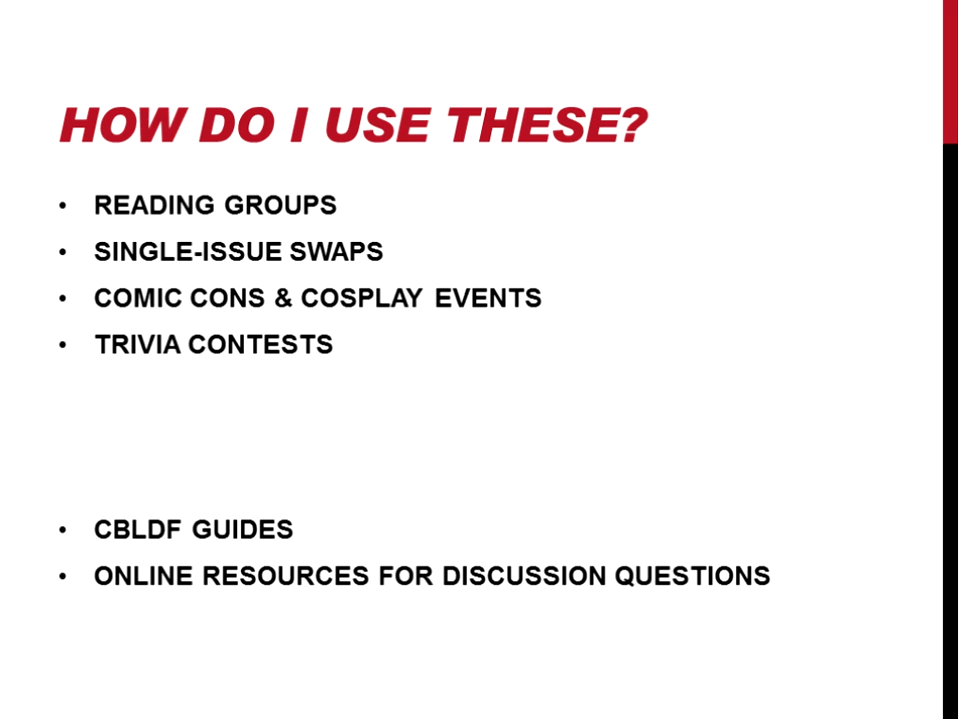 HOW DO I USE THESE?
• READING GROUPS
• SINGLE-ISSUE SWAPS
• COMIC CONS & COSPLAY EVENTS
• TRIVIA CONTESTS
• CBLDF GUIDES
• ONLINE RESOURCES FOR DISCUSSION QUESTIONS